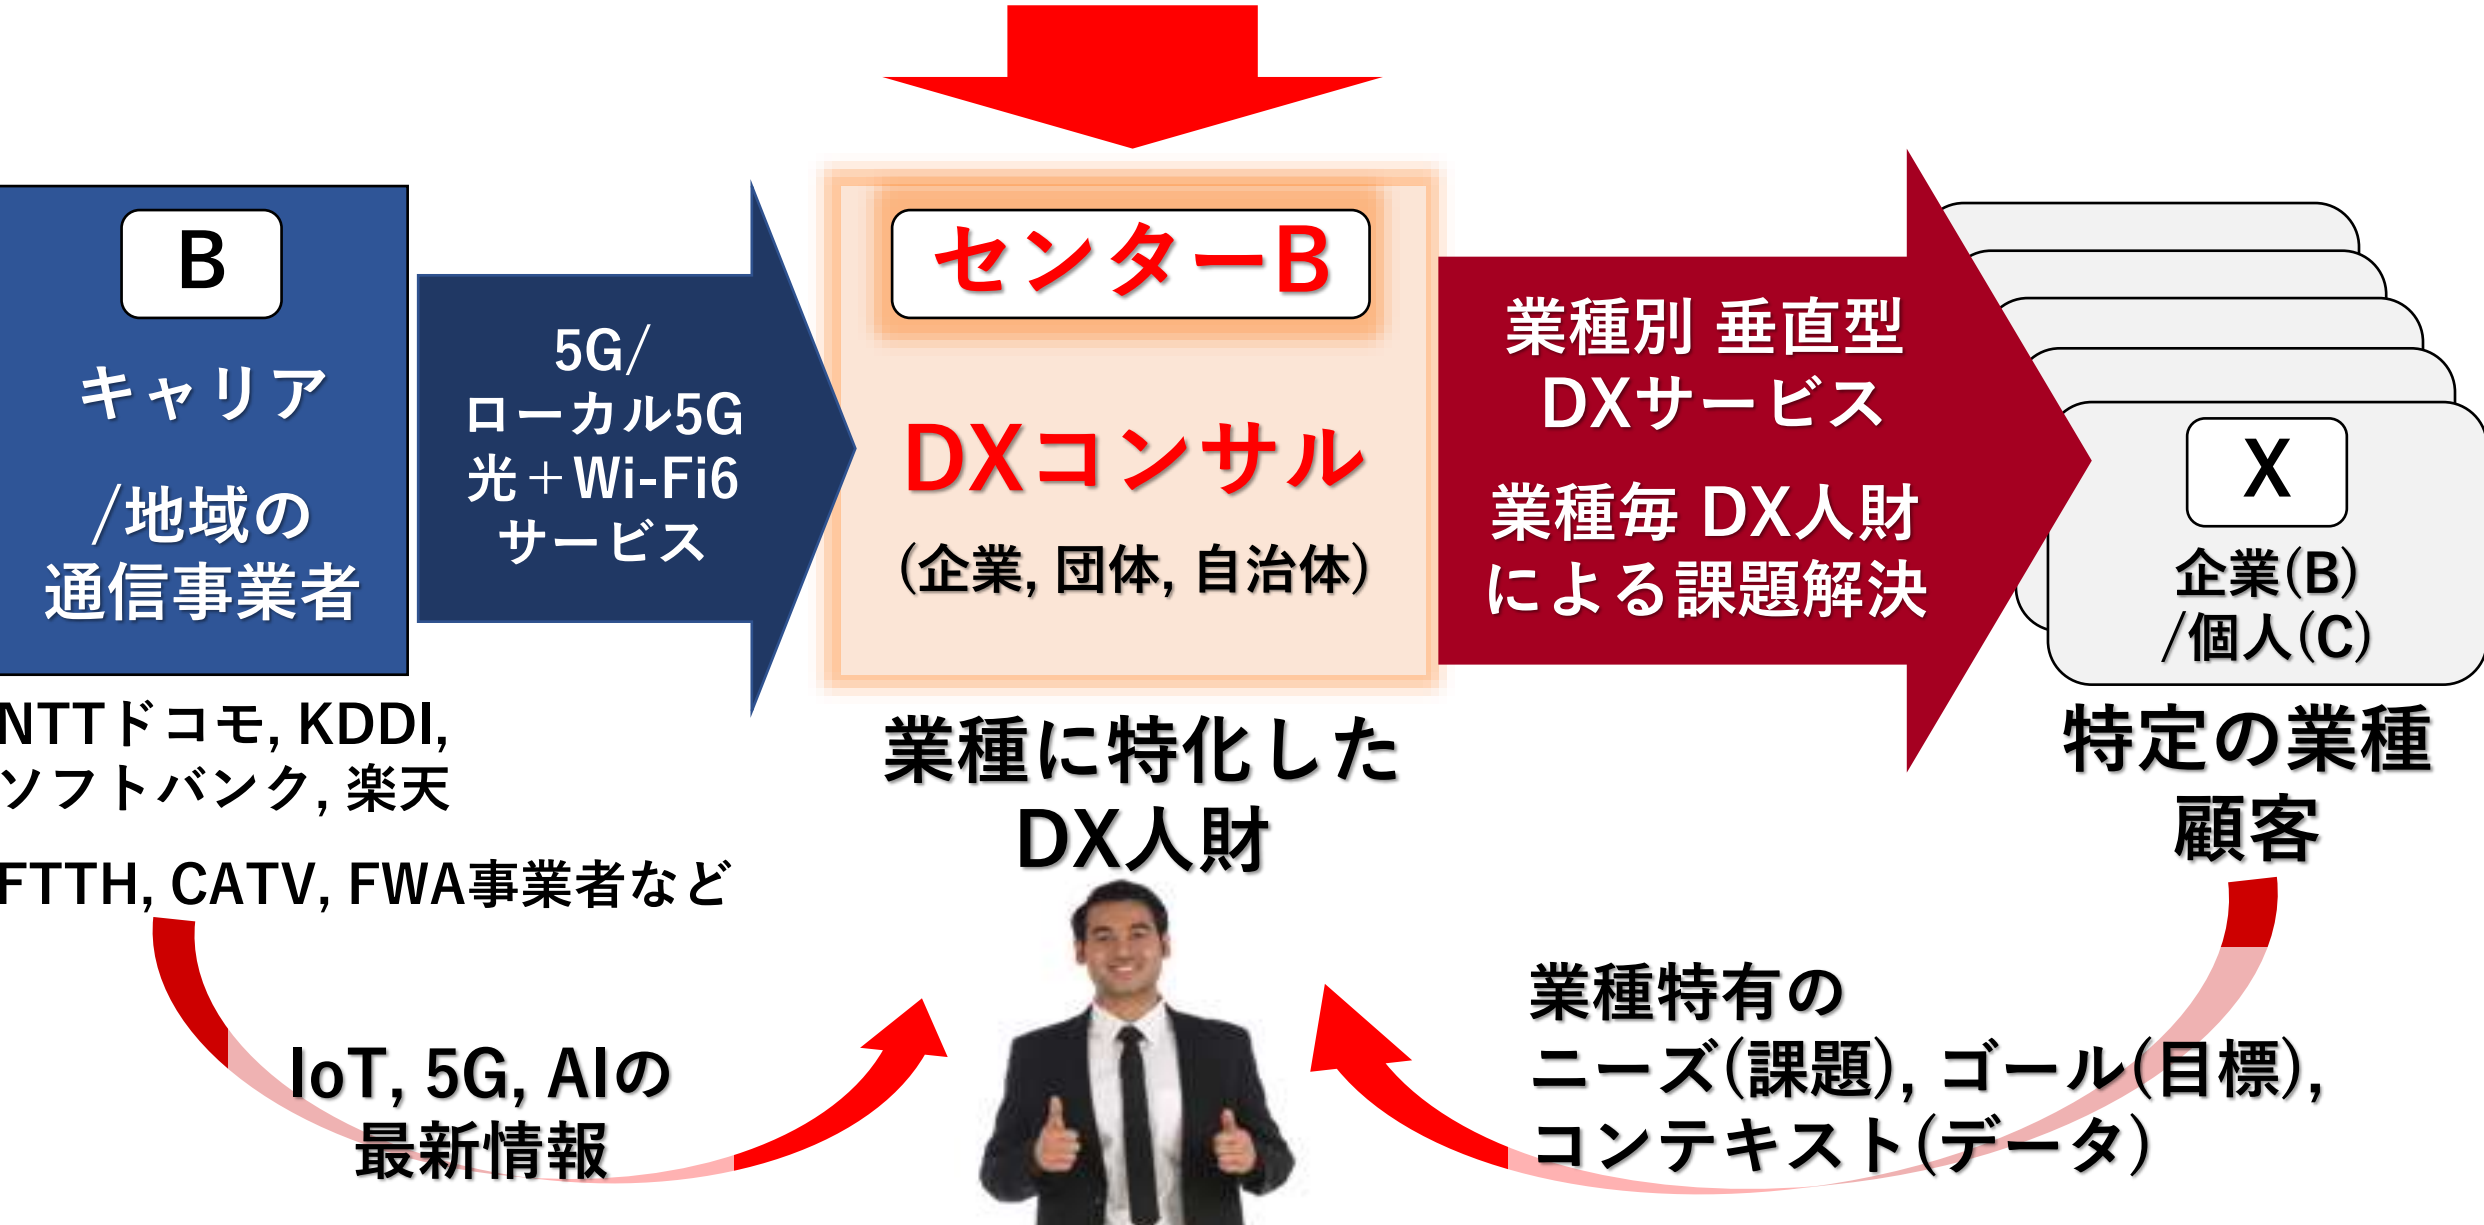 B
キャリア
/地域の
通信事業者
5G/
ローカル5G
光＋Wi-Fi6
サービス
センターB
DXコンサル
(企業, 団体, 自治体)
業種別 垂直型
DXサービス
業種毎 DX人財
による課題解決
X
企業(B)
/個人(C)
NTTドコモ, KDDI,
ソフトバンク, 楽天
FTTH, CATV, FWA事業者など
業種に特化した
DX人財
特定の業種
顧客
IoT, 5G, AIの
最新情報
業種特有の
ニーズ(課題), ゴール(目標),
コンテキスト(データ)